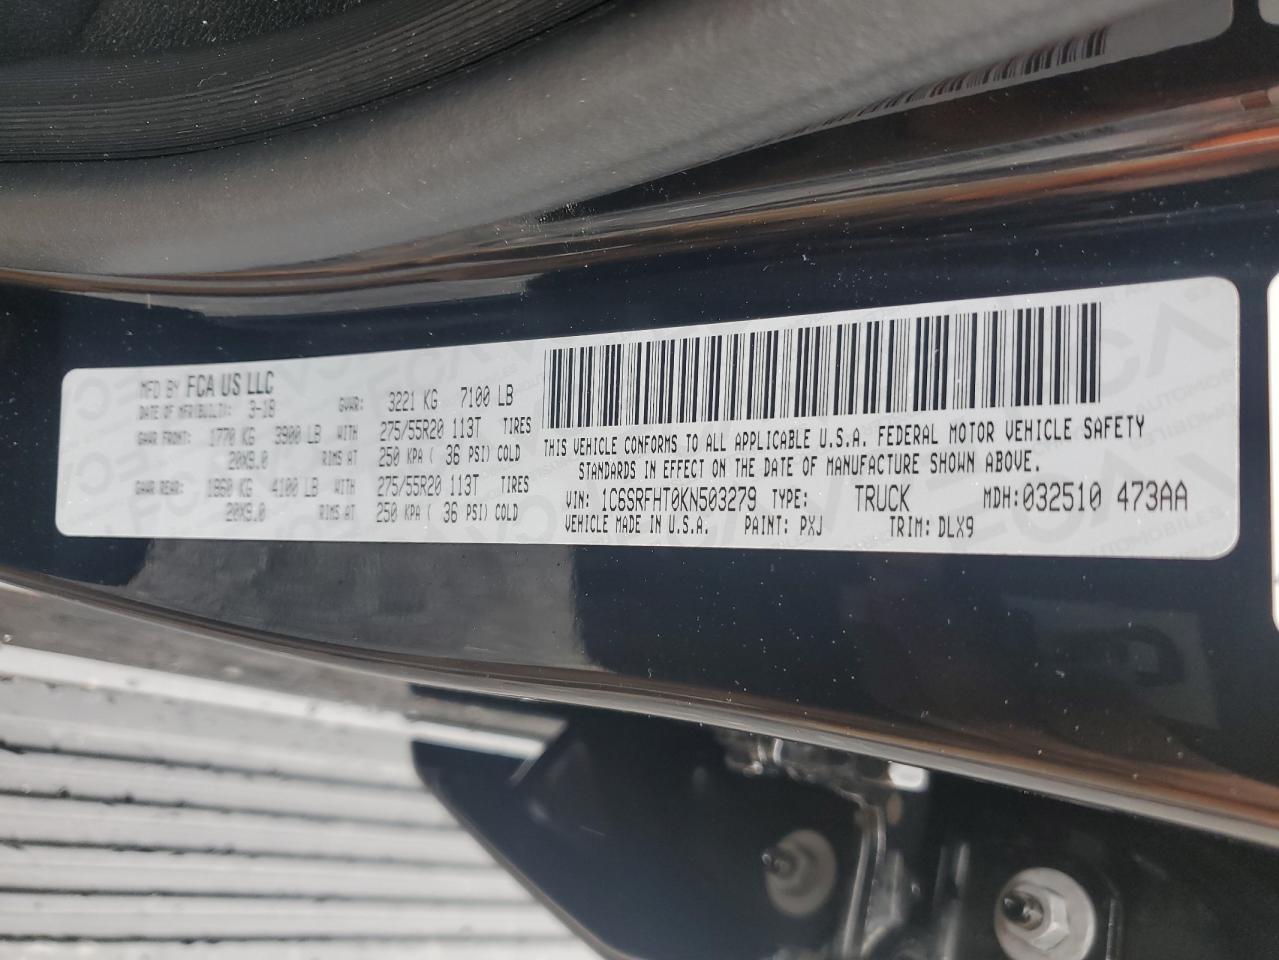 MFD BY FCA US LLC
DATE OF MFR(BUILT): 3-18 GVWR: 3221 KG 7100 LB
GAWR FRONT: 1770 KG 3900 LB WITH 275/55R20 113T TIRES
20X9.0 RIMS AT 250 KPA ( 36 PSI) COLD
GAWR REAR: 1860 KG 4100 LB WITH 275/55R20 113T TIRES
20X9.0 RIMS AT 250 KPA ( 36 PSI) COLD
THIS VEHICLE CONFORMS TO ALL APPLICABLE U.S.A. FEDERAL MOTOR VEHICLE SAFETY
STANDARDS IN EFFECT ON THE DATE OF MANUFACTURE SHOWN ABOVE.
VIN: 1C6SRFHT0KN503279 TYPE: TRUCK MDH: 032510 473AA
VEHICLE MADE IN U.S.A. PAINT: PXJ TRIM: DLX9